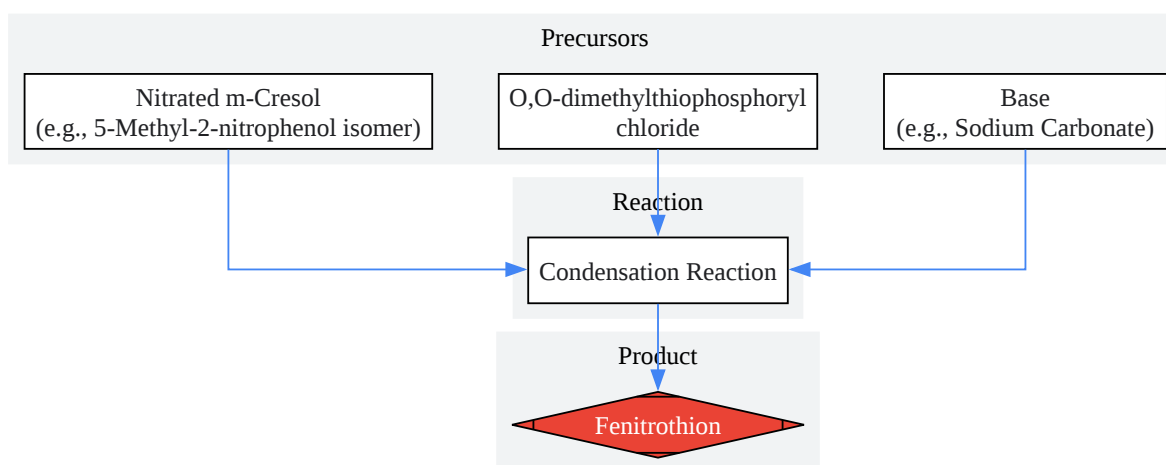 Precursors
Nitrated m-Cresol
(e.g., 5-Methyl-2-nitrophenol isomer)
O,O-dimethylthiophosphoryl
chloride
Base
(e.g., Sodium Carbonate)
Reaction
Condensation Reaction
Product
Fenitrothion